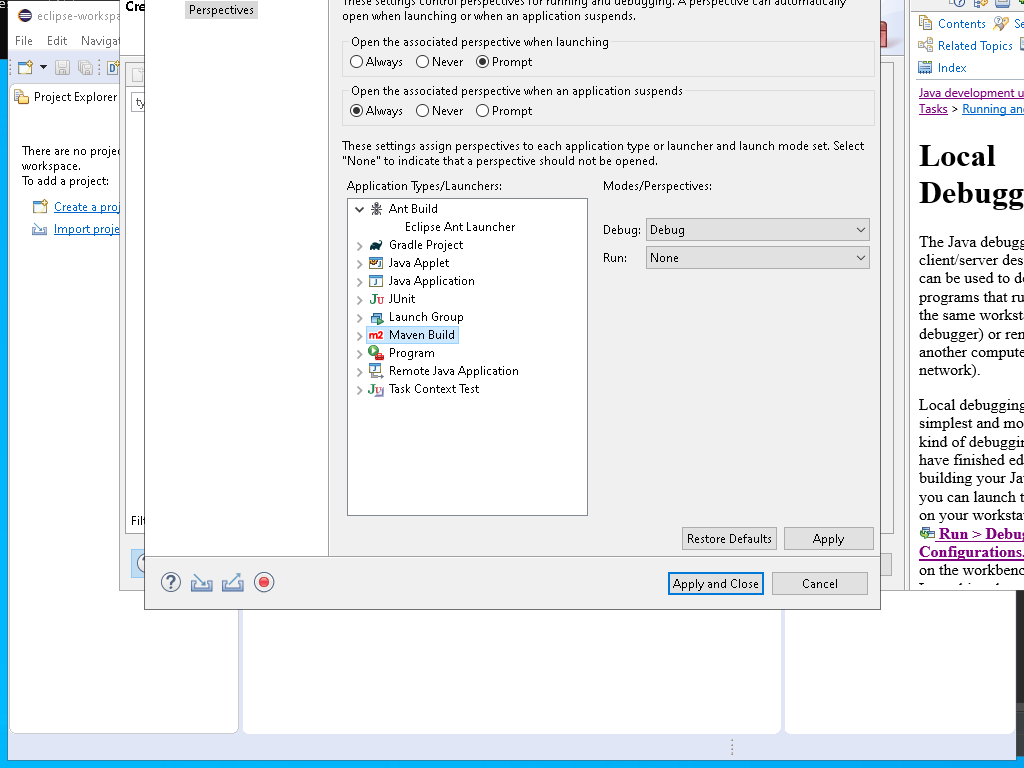 eclipse-workspa
File Edit Navigat
Project Explorer
There are no projec
workspace.
To add a project:
Create a proj
Import proje
Cre
ty
Filt
Perspectives
These settings control perspectives for running and debugging. A perspective can automatically
open when launching or when an application suspends.
Open the associated perspective when launching
Always Never Prompt
Open the associated perspective when an application suspends
Always Never Prompt
These settings assign perspectives to each application type or launcher and launch mode set. Select
"None" to indicate that a perspective should not be opened.
Application Types/Launchers:
Ant Build
Eclipse Ant Launcher
Gradle Project
Java Applet
Java Application
JUnit
Launch Group
Maven Build
Program
Remote Java Application
Task Context Test
Modes/Perspectives:
Debug: Debug
Run: None
Restore Defaults Apply
Apply and Close Cancel
Contents Se
Related Topics
Index
Java development u
Tasks > Running and
Local
Debugg
The Java debugg
client/server des
can be used to de
programs that ru
the same worksta
debugger) or rem
another compute
network).
Local debugging
simplest and mo
kind of debuggin
have finished ed
building your Jav
you can launch t
on your workstat
Run > Debug
Configurations.
on the workbenc